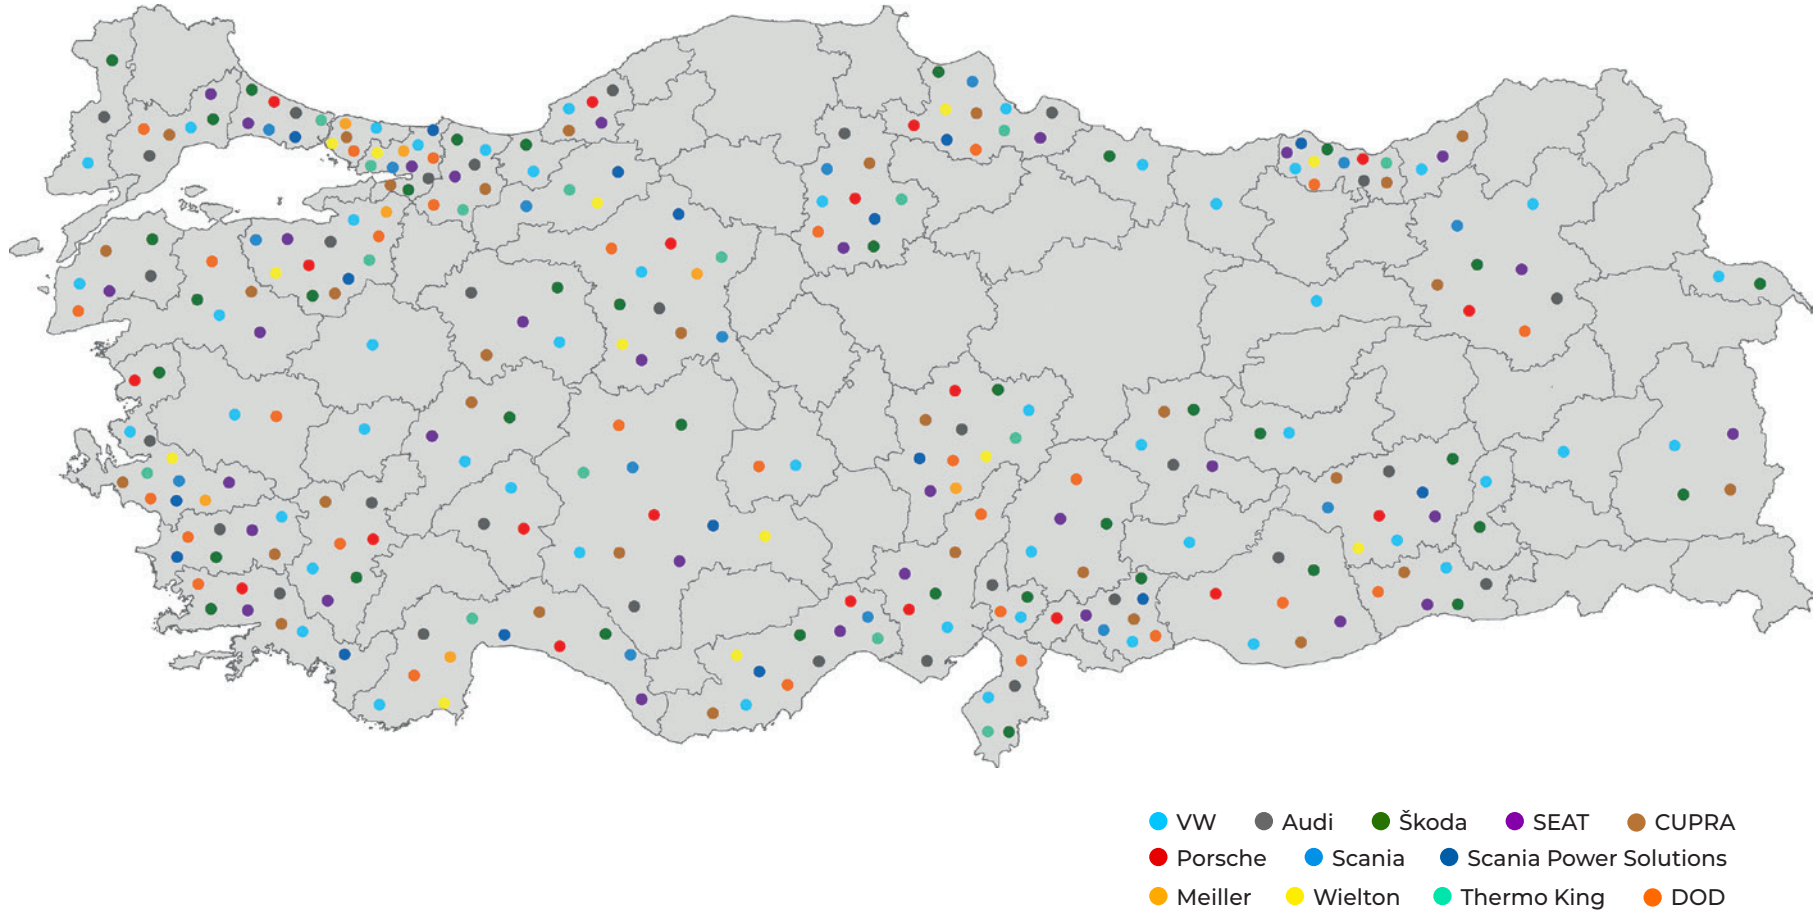 VW Audi Škoda SEAT CUPRA
Porsche Scania Scania Power Solutions
Meiller Wielton Thermo King DOD